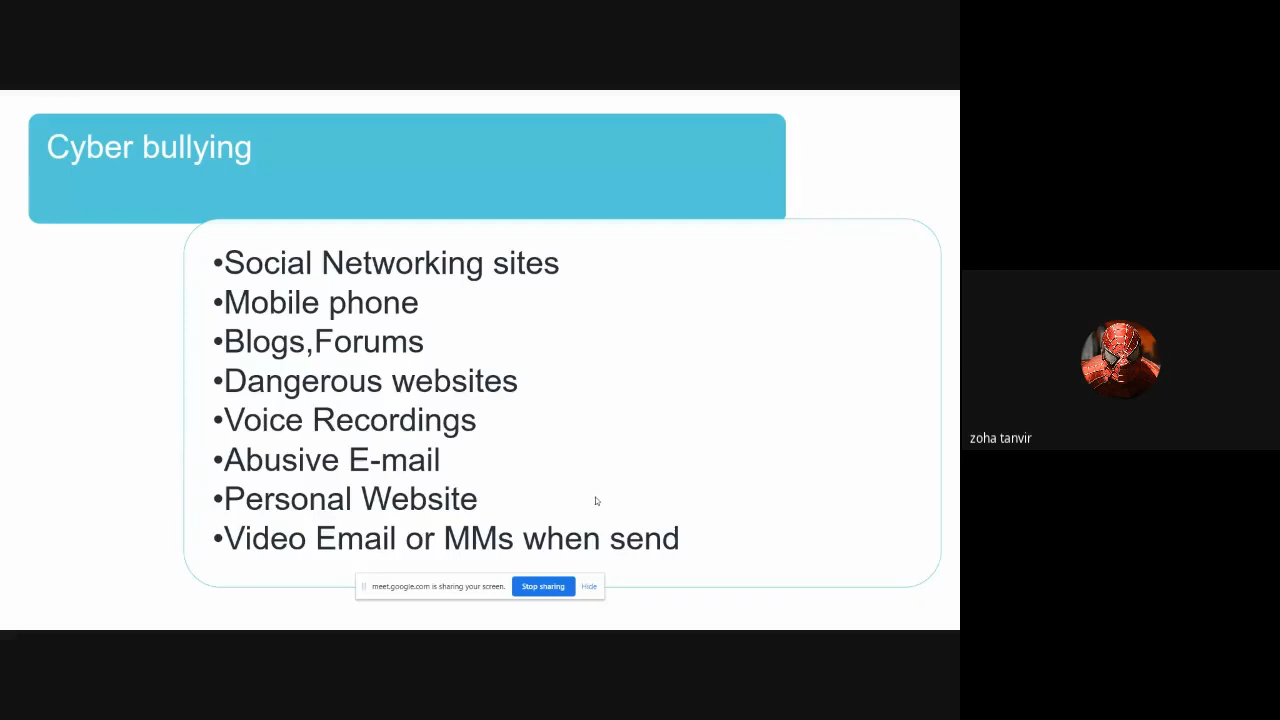 Cyber bullying
•Social Networking sites
•Mobile phone
•Blogs,Forums
•Dangerous websites
•Voice Recordings
•Abusive E-mail
•Personal Website
•Video Email or MMs when send
meet.google.com is sharing your screen. Stop sharing Hide
zoha tanvir